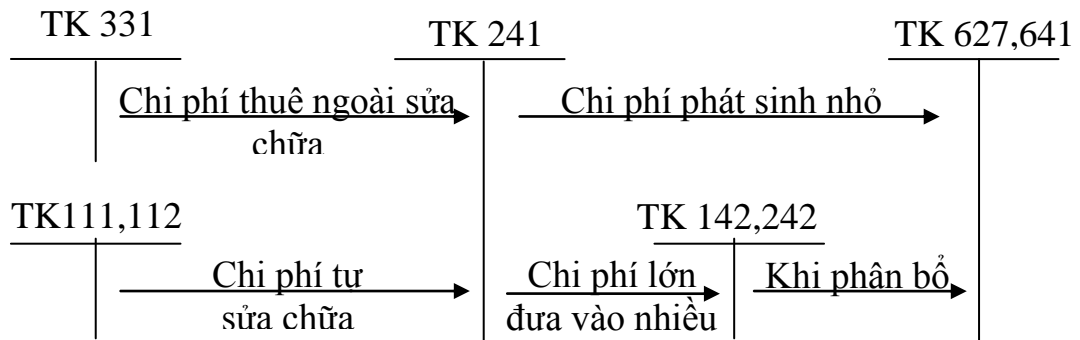 TK 331
TK 241
TK 627,641
Chi phí thuê ngoài sửa
chữa
Chi phí phát sinh nhỏ
TK111,112
TK 142,242
Chi phí tự
sửa chữa
Chi phí lớn
đưa vào nhiều
Khi phân bổ